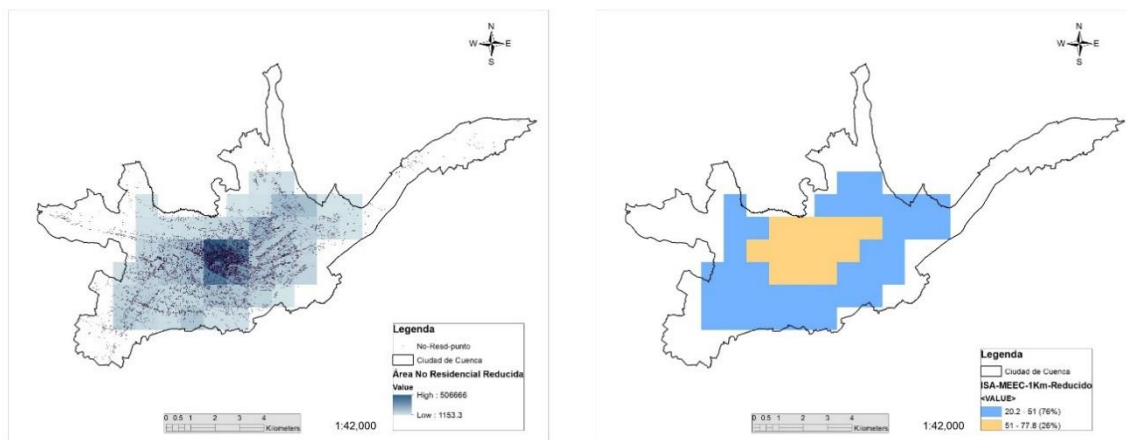 N
W E
S
Legenda
No-Resd-punto
Ciudad de Cuenca
Área No Residencial Reducida
Value
High : 506666
Low : 1153.3
0 0.5 1 2 3 4
Kilometers
1:42,000
N
W E
S
Legenda
Ciudad de Cuenca
ISA-MEEC-1Km-Reducido
<VALUE>
20.2 - 51 (76%)
51 - 77.8 (26%)
0 0.5 1 2 3 4
Kilometers
1:42,000